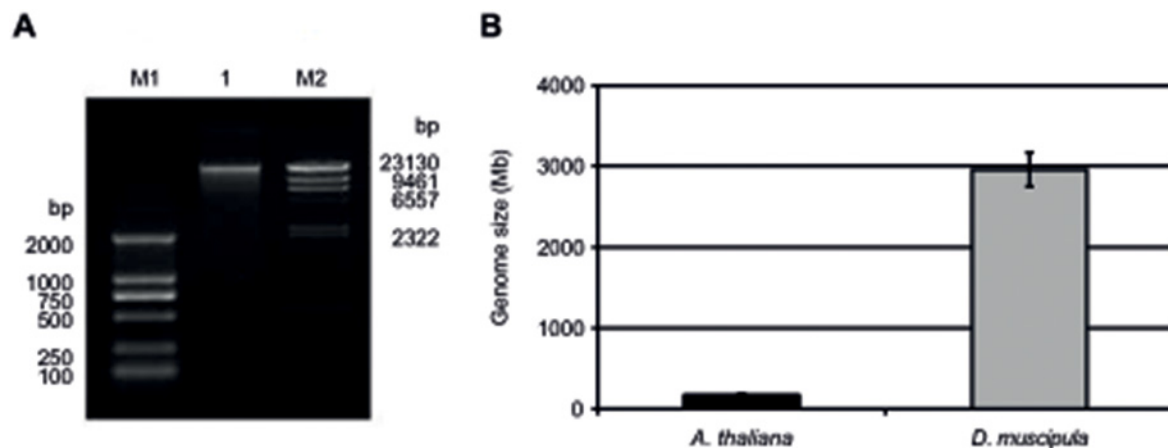 A
M1 1 M2
bp
2000
1000
750
500
250
100
bp
23130
9461
6557
2322
B
Genome size (Mb)
4000
3000
2000
1000
0
A. thaliana
D. muscipula